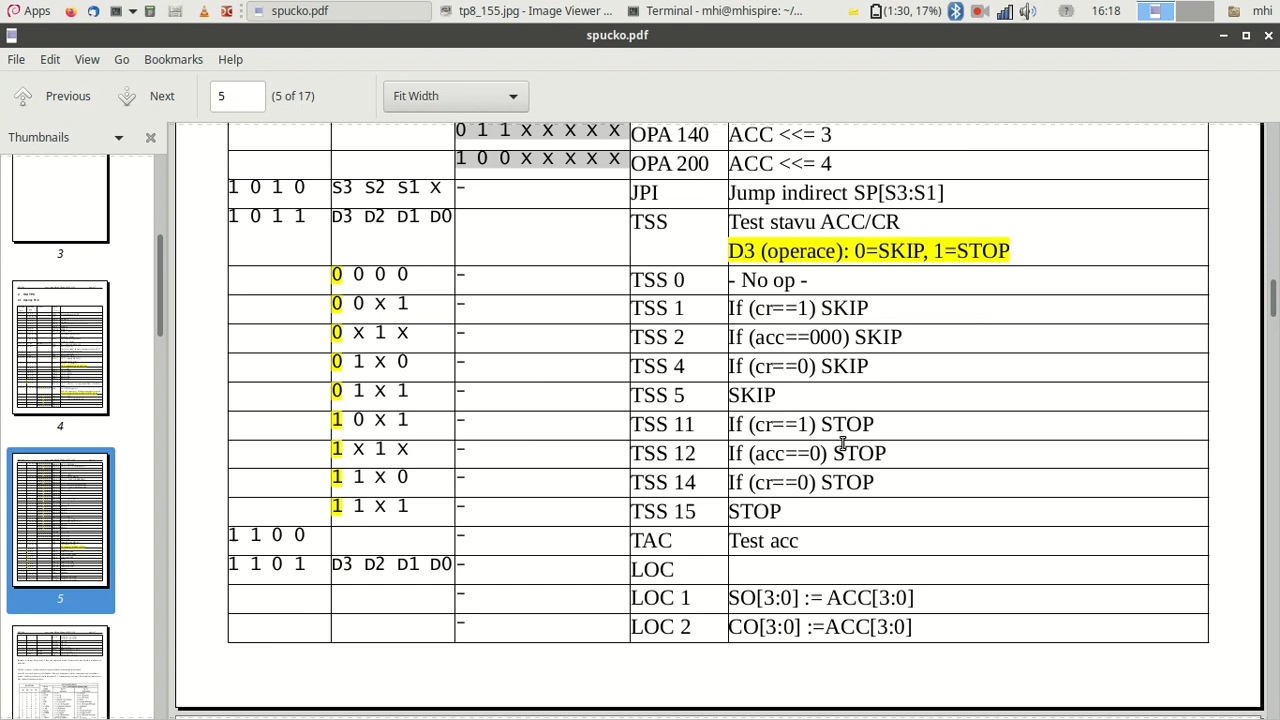 Apps spucko.pdf tp8_155.jpg - Image Viewer ... Terminal - mhi@mhispire: ~/... (1:30, 17%) 16:18 mhi
spucko.pdf
File Edit View Go Bookmarks Help
Previous Next 5 (5 of 17) Fit Width
Thumbnails
3
4
5
0 1 1 x x x x x OPA 140 ACC <<= 3
1 0 0 x x x x x OPA 200 ACC <<= 4
1 0 1 0 S3 S2 S1 x – JPI Jump indirect SP[S3:S1]
1 0 1 1 D3 D2 D1 D0 TSS Test stavu ACC/CR
D3 (operace): 0=SKIP, 1=STOP
0 0 0 0 – TSS 0 - No op -
0 0 x 1 – TSS 1 If (cr==1) SKIP
0 x 1 x – TSS 2 If (acc==000) SKIP
0 1 x 0 – TSS 4 If (cr==0) SKIP
0 1 x 1 – TSS 5 SKIP
1 0 x 1 – TSS 11 If (cr==1) STOP
1 x 1 x – TSS 12 If (acc==0) STOP
1 1 x 0 – TSS 14 If (cr==0) STOP
1 1 x 1 – TSS 15 STOP
1 1 0 0 – TAC Test acc
1 1 0 1 D3 D2 D1 D0 – LOC
– LOC 1 SO[3:0] := ACC[3:0]
– LOC 2 CO[3:0] :=ACC[3:0]